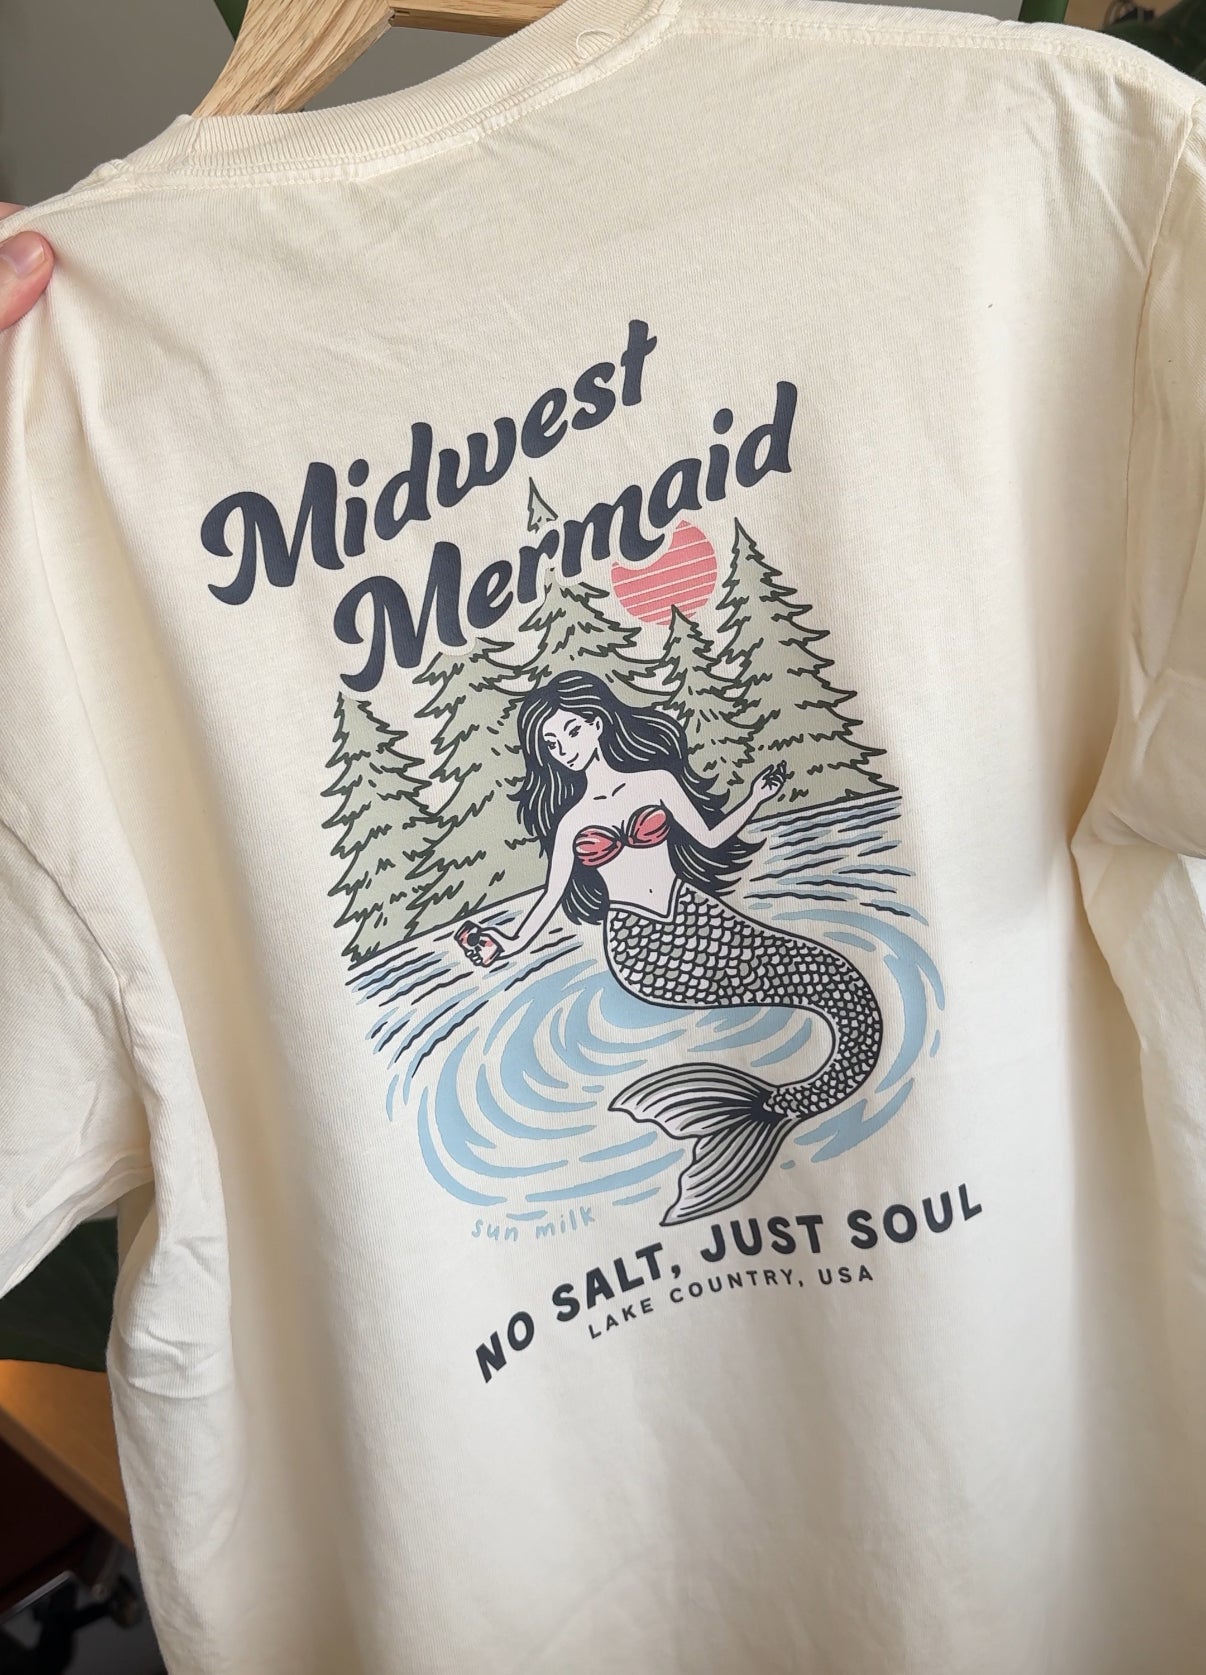 Midwest
Mermaid
sun milk
NO SALT, JUST SOUL
LAKE COUNTRY, USA